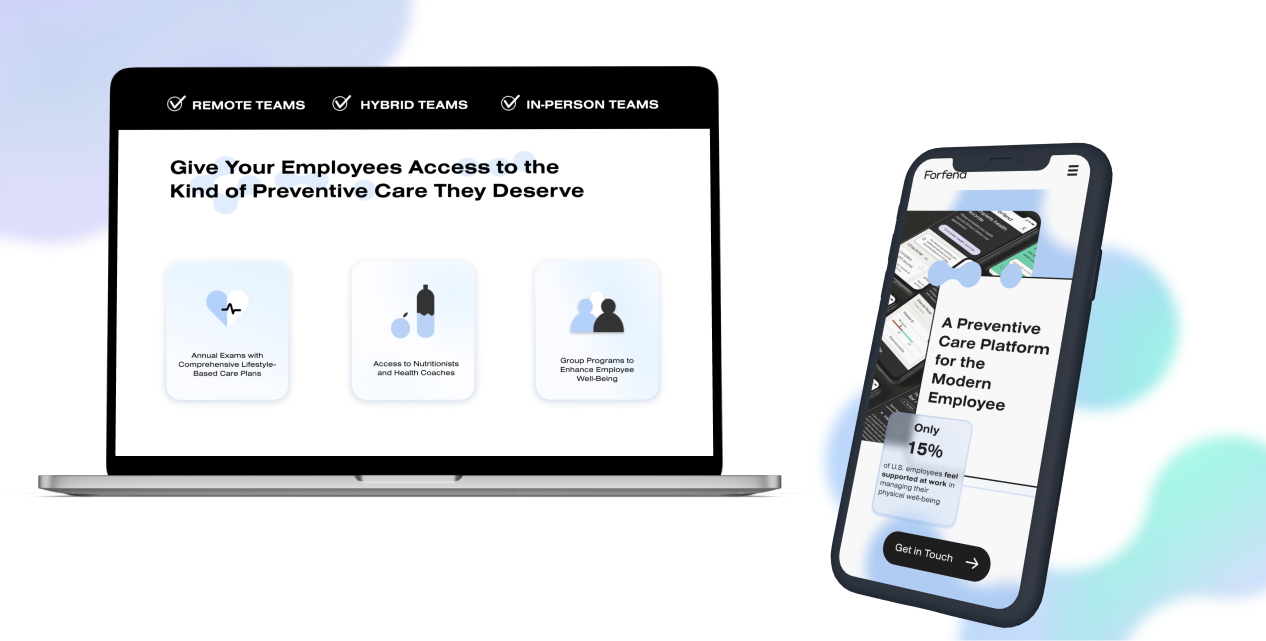 REMOTE TEAMS
HYBRID TEAMS
IN-PERSON TEAMS
Give Your Employees Access to the
Kind of Preventive Care They Deserve
Annual Exams with
Comprehensive Lifestyle-
Based Care Plans
Access to Nutritionists
and Health Coaches
Group Programs to
Enhance Employee
Well-Being
Forfend
A Preventive
Care Platform
for the
Modern
Employee
Only
15%
of U.S. employees feel
supported at work in
managing their
physical well-being
Get in Touch